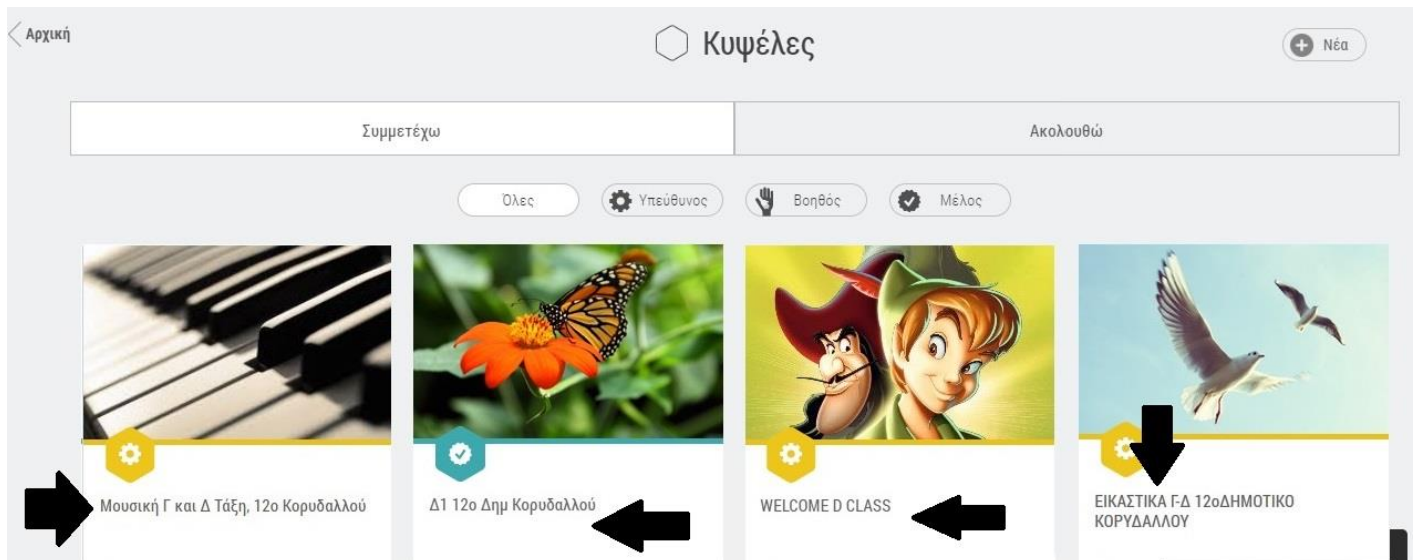 Αρχική
Κυψέλες
Νέα
Συμμετέχω
Ακολουθώ
Όλες
Υπεύθυνος
Βοηθός
Μέλος
Μουσική Γ και Δ Τάξη, 12ο Κορυδαλλού
Δ1 12ο Δημ Κορυδαλλού
WELCOME D CLASS
ΕΙΚΑΣΤΙΚΑ Γ-Δ 12οΔΗΜΟΤΙΚΟ
ΚΟΡΥΔΑΛΛΟΥ